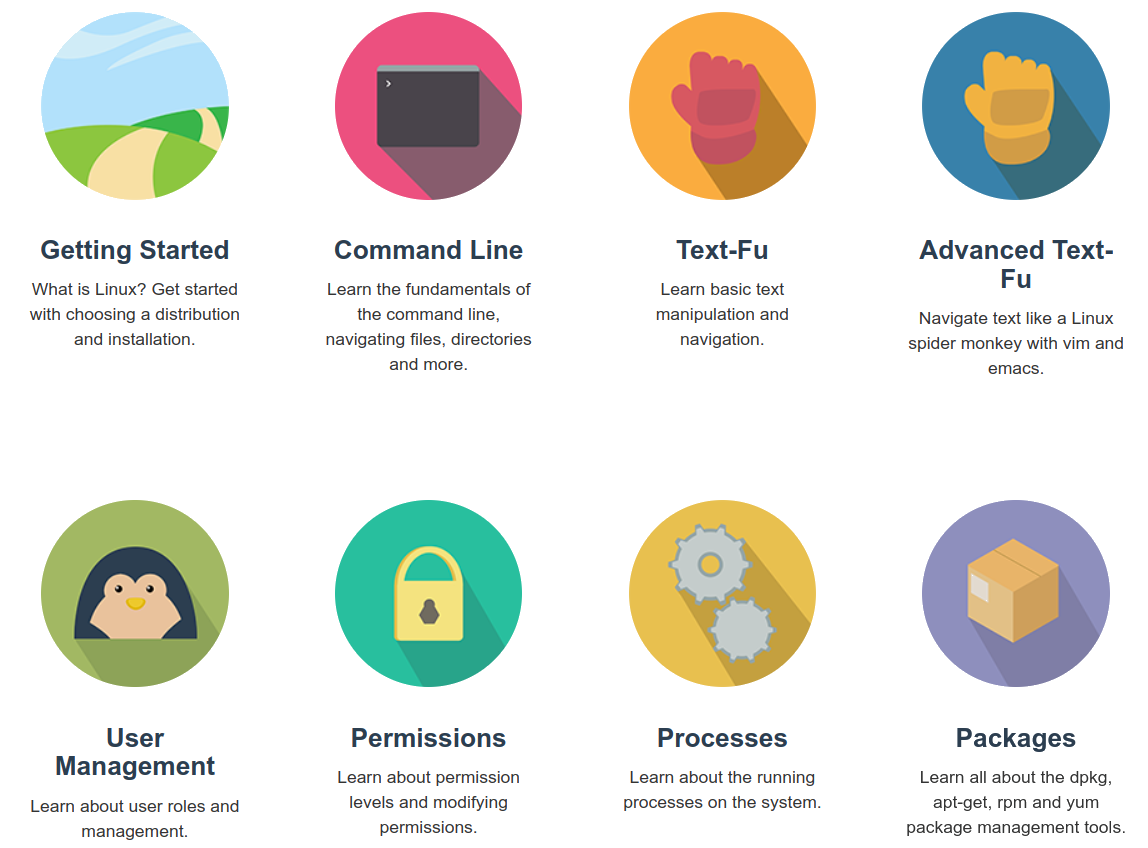 Getting Started
What is Linux? Get started
with choosing a distribution
and installation.
Command Line
Learn the fundamentals of
the command line,
navigating files, directories
and more.
Text-Fu
Learn basic text
manipulation and
navigation.
Advanced Text-
Fu
Navigate text like a Linux
spider monkey with vim and
emacs.
User
Management
Learn about user roles and
management.
Permissions
Learn about permission
levels and modifying
permissions.
Processes
Learn about the running
processes on the system.
Packages
Learn all about the dpkg,
apt-get, rpm and yum
package management tools.